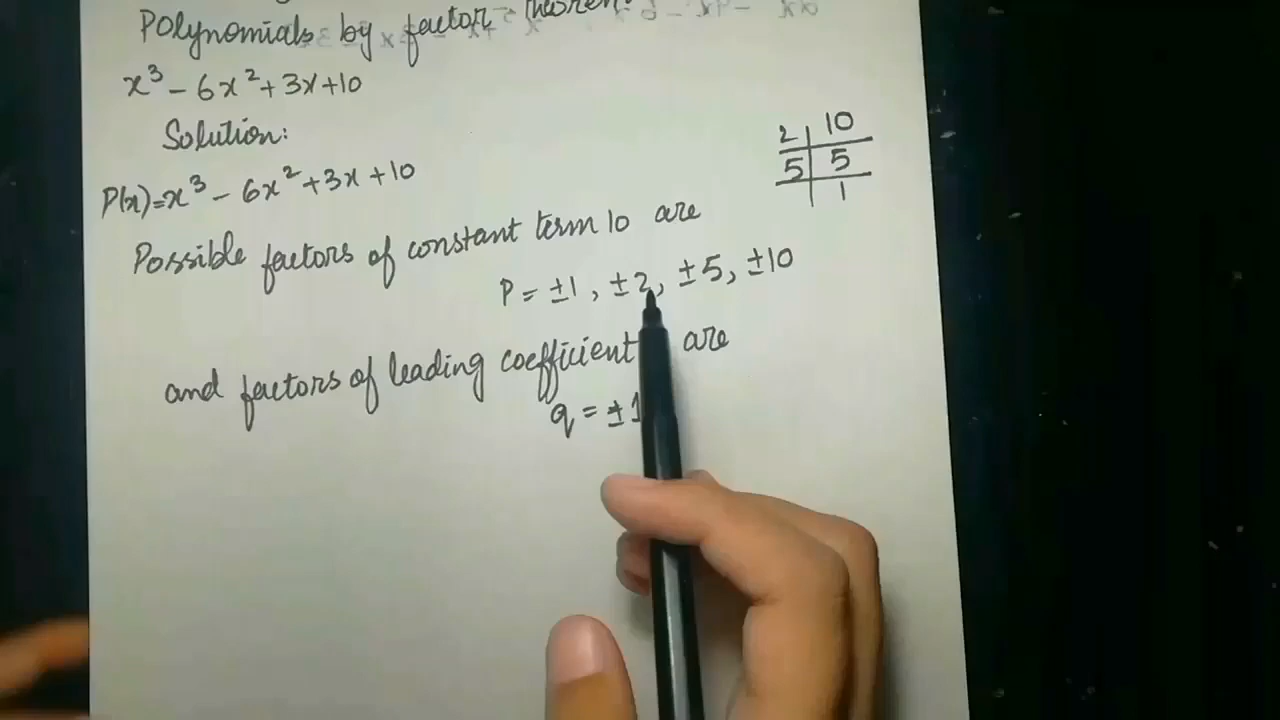 Polynomials by factor Theorem
x³ - 6x² + 3x + 10
Solution:
P(x) = x³ - 6x² + 3x + 10
2 | 10
5 | 5
| 1
Possible factors of constant term 10 are
P = ±1, ±2, ±5, ±10
and factors of leading coefficient are
q = ±1